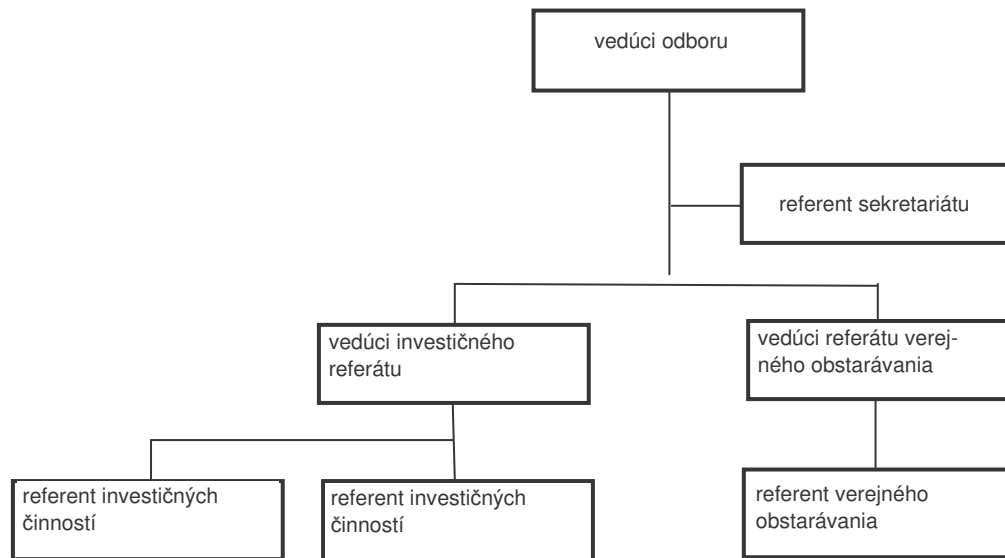 vedúci odboru
referent sekretariátu
vedúci investičného
referátu
vedúci referátu verej-
ného obstarávania
referent investičných
činností
referent investičných
činností
referent verejného
obstarávania